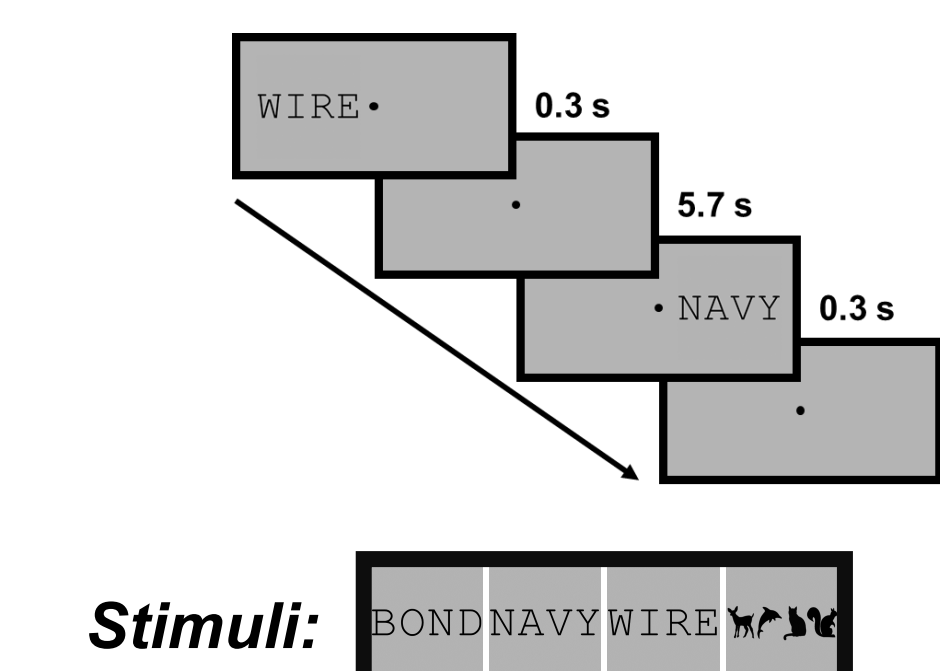 WIRE
0.3 s
5.7 s
NAVY
0.3 s
Stimuli:
BOND NAVY WIRE